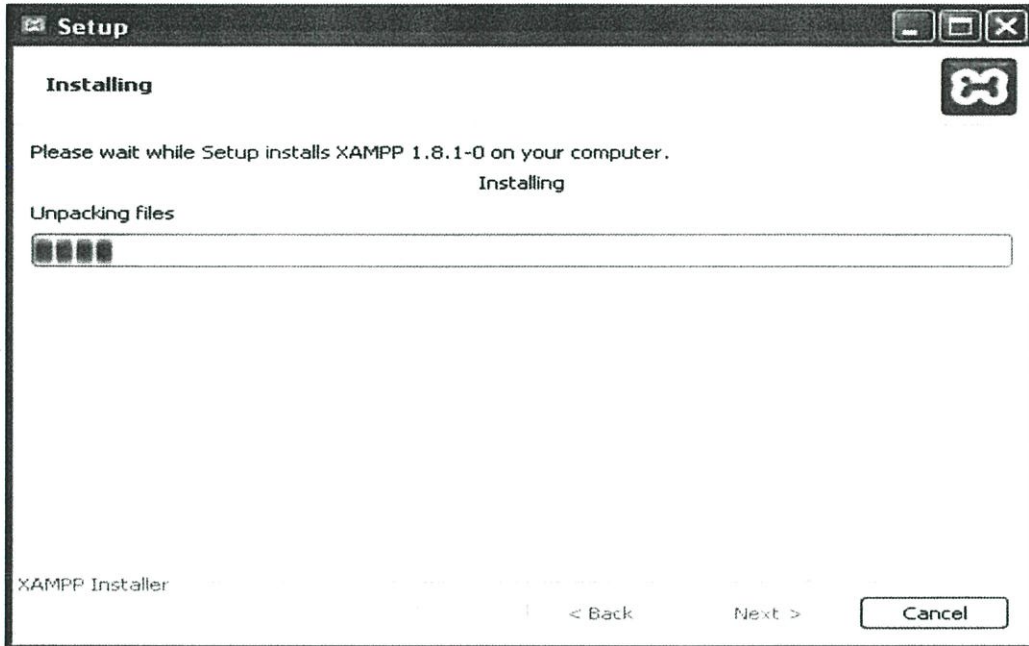 Setup
Installing
Please wait while Setup installs XAMPP 1.8.1-0 on your computer.
Installing
Unpacking files
XAMPP Installer
< Back Next > Cancel